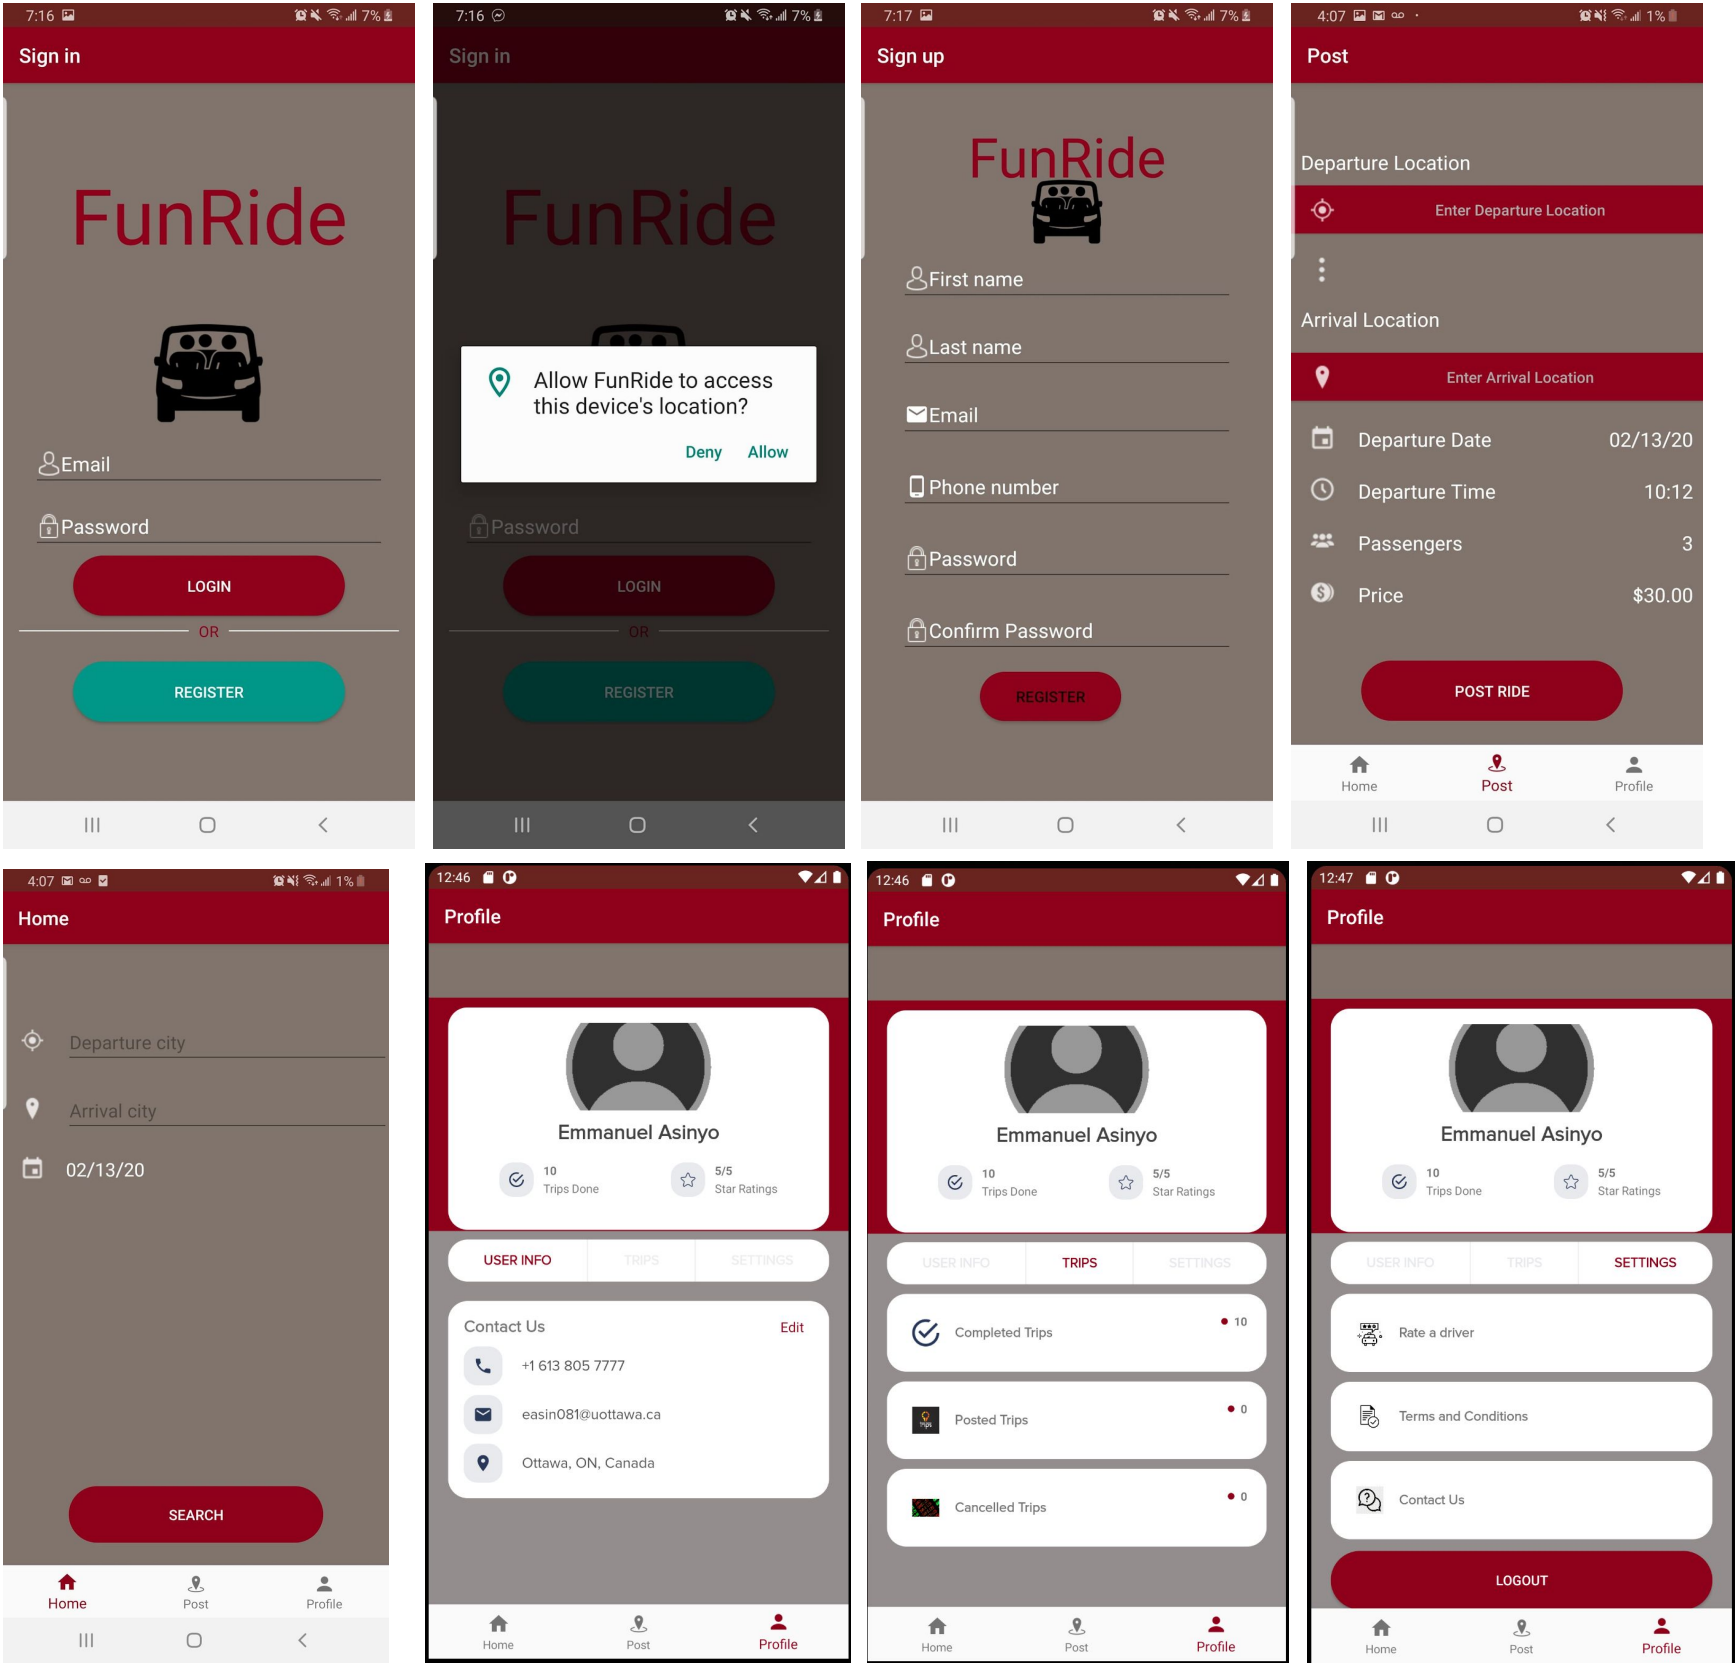 7:16
7%
Sign in
FunRide
Email
Password
LOGIN
OR
REGISTER
7:16
7%
Sign in
FunRide
Allow FunRide to access
this device's location?
Deny Allow
Password
LOGIN
OR
REGISTER
7:17
7%
Sign up
FunRide
First name
Last name
Email
Phone number
Password
Confirm Password
REGISTER
4:07
1%
Post
Departure Location
Enter Departure Location
Arrival Location
Enter Arrival Location
Departure Date 02/13/20
Departure Time 10:12
Passengers 3
Price $30.00
POST RIDE
Home Post Profile
4:07
1%
Home
Departure city
Arrival city
02/13/20
SEARCH
Home Post Profile
12:46
Profile
Emmanuel Asinyo
10 5/5
Trips Done Star Ratings
USER INFO TRIPS SETTINGS
Contact Us Edit
+1 613 805 7777
easin081@uottawa.ca
Ottawa, ON, Canada
Home Post Profile
12:46
Profile
Emmanuel Asinyo
10 5/5
Trips Done Star Ratings
USER INFO TRIPS SETTINGS
Completed Trips 10
Trips
Posted Trips 0
Cancelled Trips 0
Home Post Profile
12:47
Profile
Emmanuel Asinyo
10 5/5
Trips Done Star Ratings
USER INFO TRIPS SETTINGS
Rate a driver
Terms and Conditions
Contact Us
LOGOUT
Home Post Profile